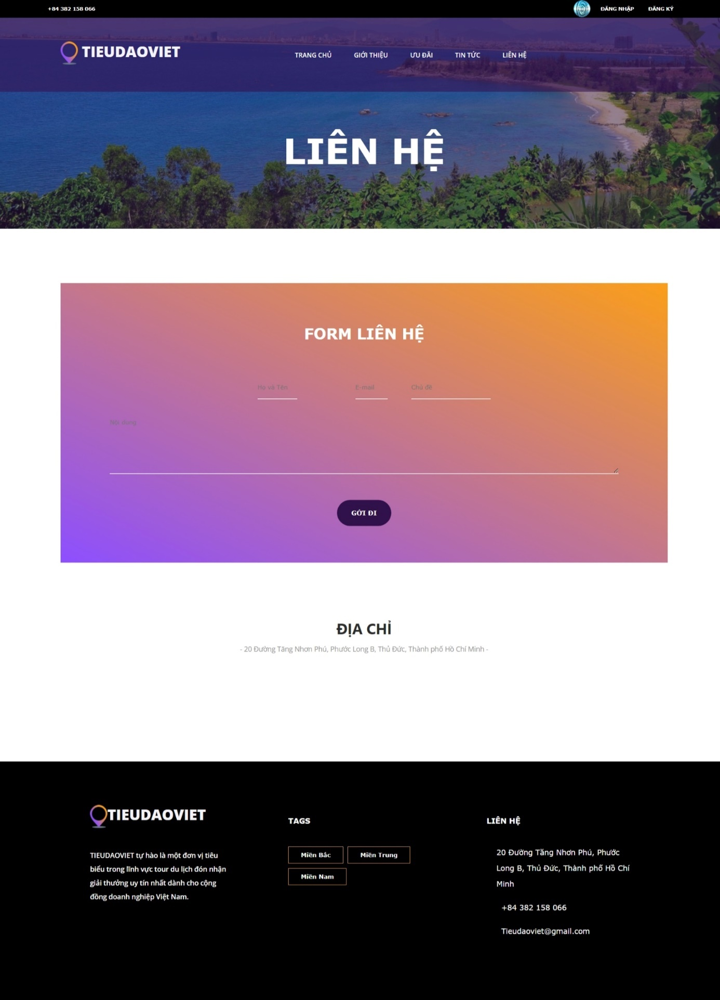 +84 382 158 066
ĐĂNG NHẬP
ĐĂNG KÝ
TIEUDAOVIET
TRANG CHỦ
GIỚI THIỆU
ƯU ĐÃI
TIN TỨC
LIÊN HỆ
LIÊN HỆ
FORM LIÊN HỆ
Họ và Tên
E-mail
Chủ đề
Nội dung
GỞI ĐI
ĐỊA CHỈ
- 20 Đường Tăng Nhơn Phú, Phước Long B, Thủ Đức, Thành phố Hồ Chí Minh -
TIEUDAOVIET
TIEUDAOVIET tự hào là một đơn vị tiêu
biểu trong lĩnh vực tour du lịch đón nhận
giải thưởng uy tín nhất dành cho cộng
đồng doanh nghiệp Việt Nam.
TAGS
Miền Bắc
Miền Trung
Miền Nam
LIÊN HỆ
20 Đường Tăng Nhơn Phú, Phước
Long B, Thủ Đức, Thành phố Hồ Chí
Minh
+84 382 158 066
Tieudaoviet@gmail.com